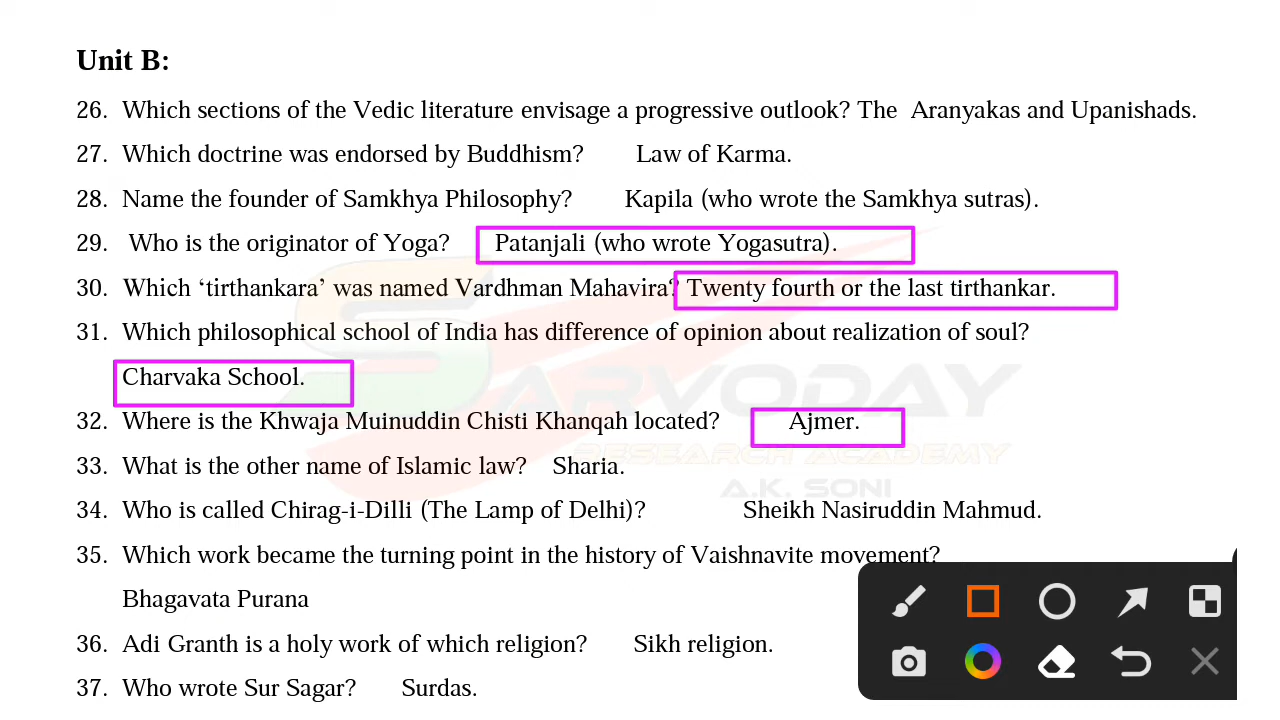 Unit B:
26. Which sections of the Vedic literature envisage a progressive outlook? The Aranyakas and Upanishads.
27. Which doctrine was endorsed by Buddhism? Law of Karma.
28. Name the founder of Samkhya Philosophy? Kapila (who wrote the Samkhya sutras).
29. Who is the originator of Yoga? Patanjali (who wrote Yogasutra).
30. Which ‘tirthankara’ was named Vardhman Mahavira? Twenty fourth or the last tirthankar.
31. Which philosophical school of India has difference of opinion about realization of soul?
Charvaka School.
SARVODAY
32. Where is the Khwaja Muinuddin Chisti Khanqah located? Ajmer.
RESEARCH ACADEMY
33. What is the other name of Islamic law? Sharia.
A.K. SONI
34. Who is called Chirag-i-Dilli (The Lamp of Delhi)? Sheikh Nasiruddin Mahmud.
35. Which work became the turning point in the history of Vaishnavite movement?
Bhagavata Purana
36. Adi Granth is a holy work of which religion? Sikh religion.
37. Who wrote Sur Sagar? Surdas.